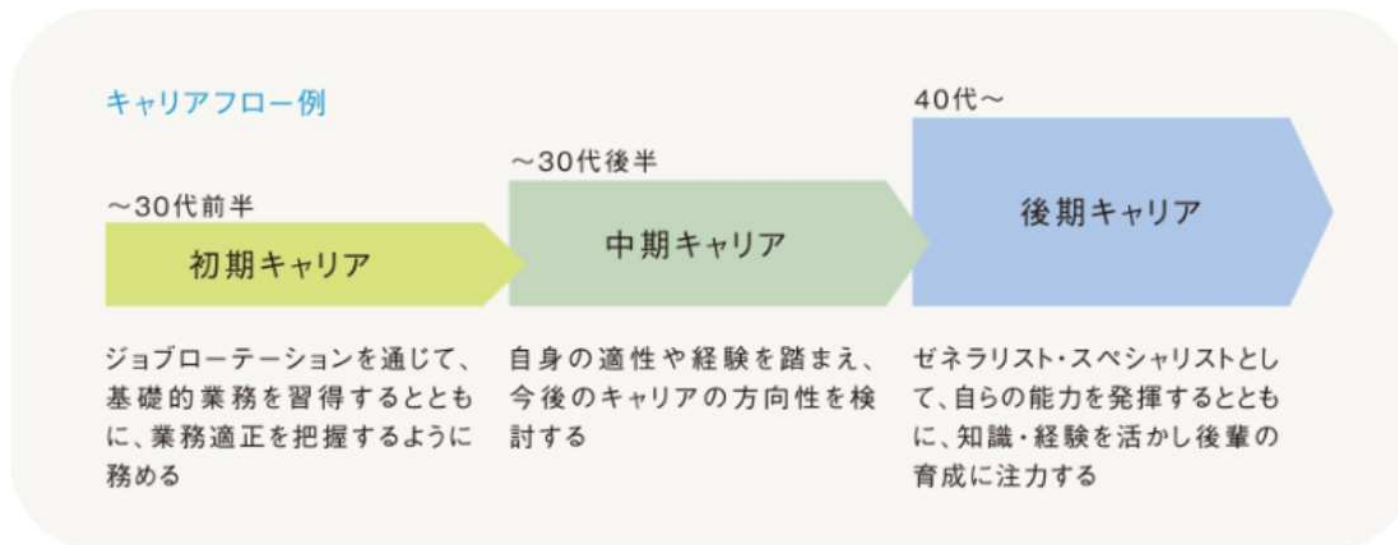 キャリアフロー例
～30代前半
初期キャリア
ジョブローテーションを通じて、
基礎的業務を習得するととも
に、業務適正を把握するように
務める
～30代後半
中期キャリア
自身の適性や経験を踏まえ、
今後のキャリアの方向性を検
討する
40代～
後期キャリア
ゼネラリスト・スペシャリストとし
て、自らの能力を発揮するととも
に、知識・経験を活かし後輩の
育成に注力する